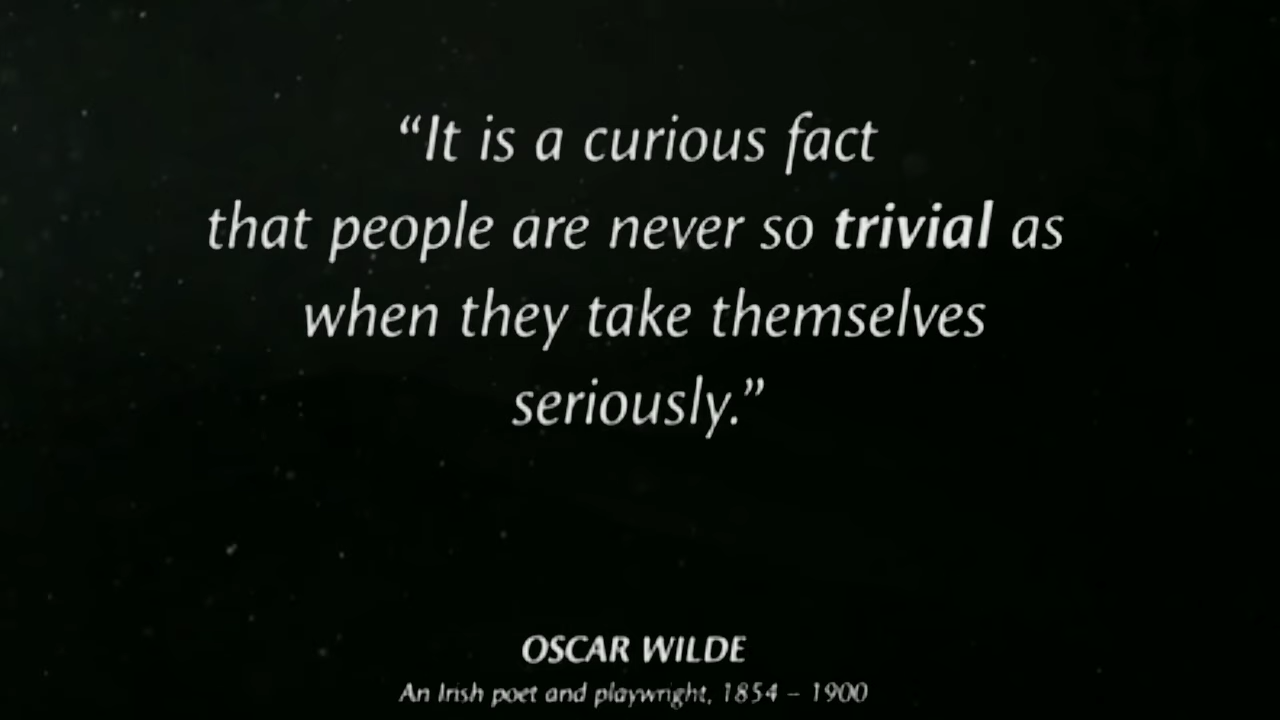 “It is a curious fact
that people are never so trivial as
when they take themselves
seriously.”
OSCAR WILDE
An Irish poet and playwright, 1854 – 1900